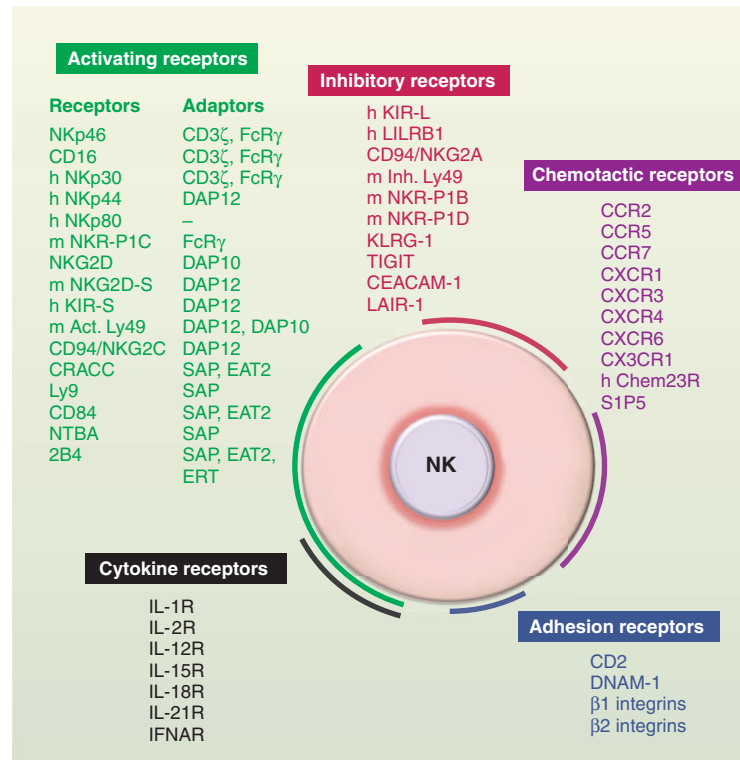 Activating receptors
Receptors Adaptors
NKp46 CD3ζ, FcRγ
CD16 CD3ζ, FcRγ
h NKp30 CD3ζ, FcRγ
h NKp44 DAP12
h NKp80 –
m NKR-P1C FcRγ
NKG2D DAP10
m NKG2D-S DAP12
h KIR-S DAP12
m Act. Ly49 DAP12, DAP10
CD94/NKG2C DAP12
CRACC SAP, EAT2
Ly9 SAP
CD84 SAP, EAT2
NTBA SAP
2B4 SAP, EAT2,
ERT
Inhibitory receptors
h KIR-L
h LILRB1
CD94/NKG2A
m Inh. Ly49
m NKR-P1B
m NKR-P1D
KLRG-1
TIGIT
CEACAM-1
LAIR-1
Chemotactic receptors
CCR2
CCR5
CCR7
CXCR1
CXCR3
CXCR4
CXCR6
CX3CR1
h Chem23R
S1P5
NK
Cytokine receptors
IL-1R
IL-2R
IL-12R
IL-15R
IL-18R
IL-21R
IFNAR
Adhesion receptors
CD2
DNAM-1
β1 integrins
β2 integrins